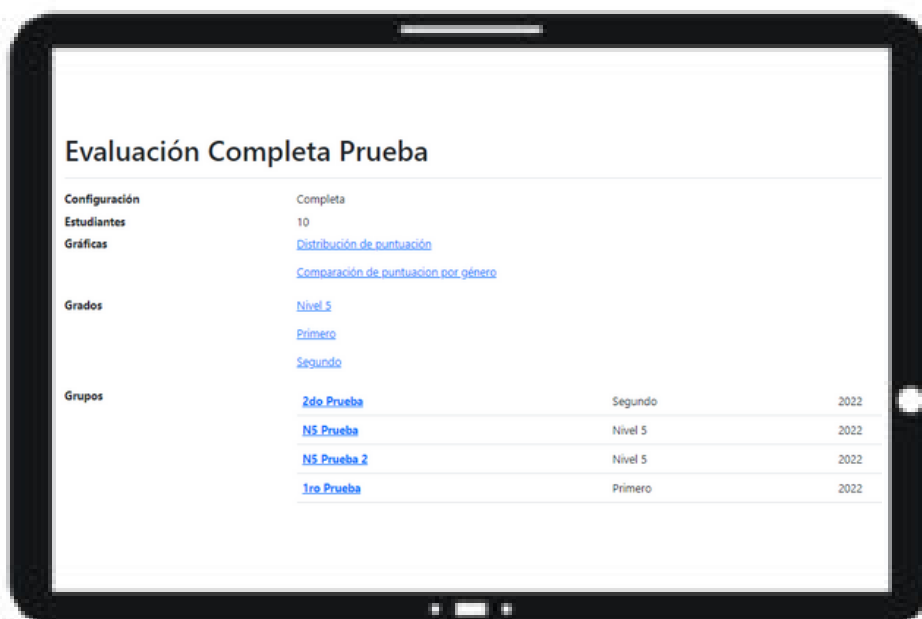 Evaluación Completa Prueba
Configuración Completa
Estudiantes 10
Gráficas Distribución de puntuación
Comparación de puntuacion por género
Grados Nivel 5
Primero
Segundo
Grupos 2do Prueba Segundo 2022
N5 Prueba Nivel 5 2022
N5 Prueba 2 Nivel 5 2022
1ro Prueba Primero 2022